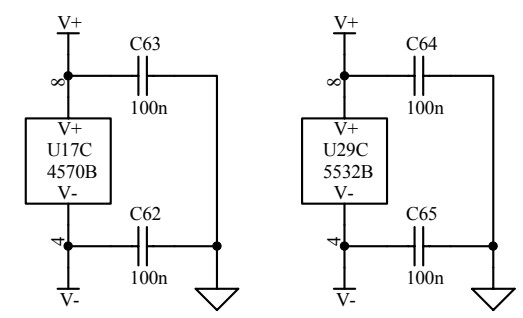 V+
C63
8
100n
V+
U17C
4570B
V-
C62
4
100n
V-
V+
C64
8
100n
V+
U29C
5532B
V-
C65
4
100n
V-